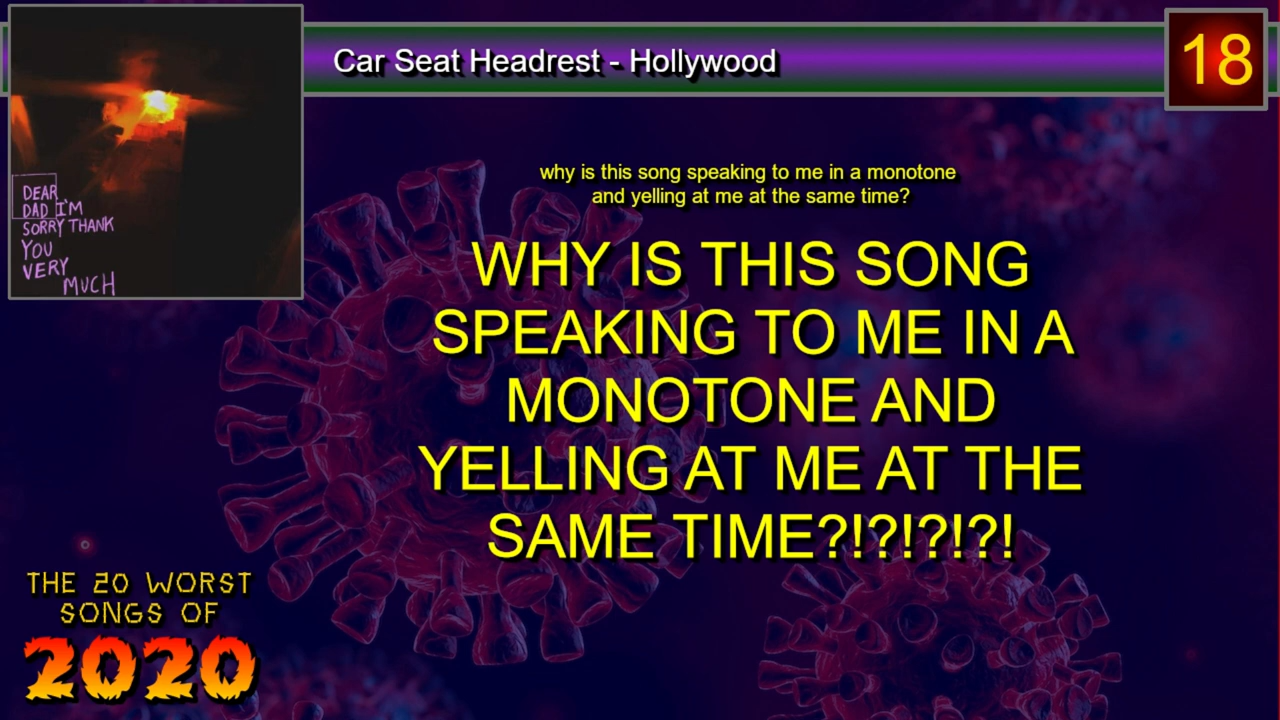 Car Seat Headrest - Hollywood
18
DEAR
DAD I'M
SORRY THANK
YOU
VERY
MUCH
why is this song speaking to me in a monotone
and yelling at me at the same time?
WHY IS THIS SONG
SPEAKING TO ME IN A
MONOTONE AND
YELLING AT ME AT THE
SAME TIME?!?!?!?!
THE 20 WORST
SONGS OF
2020